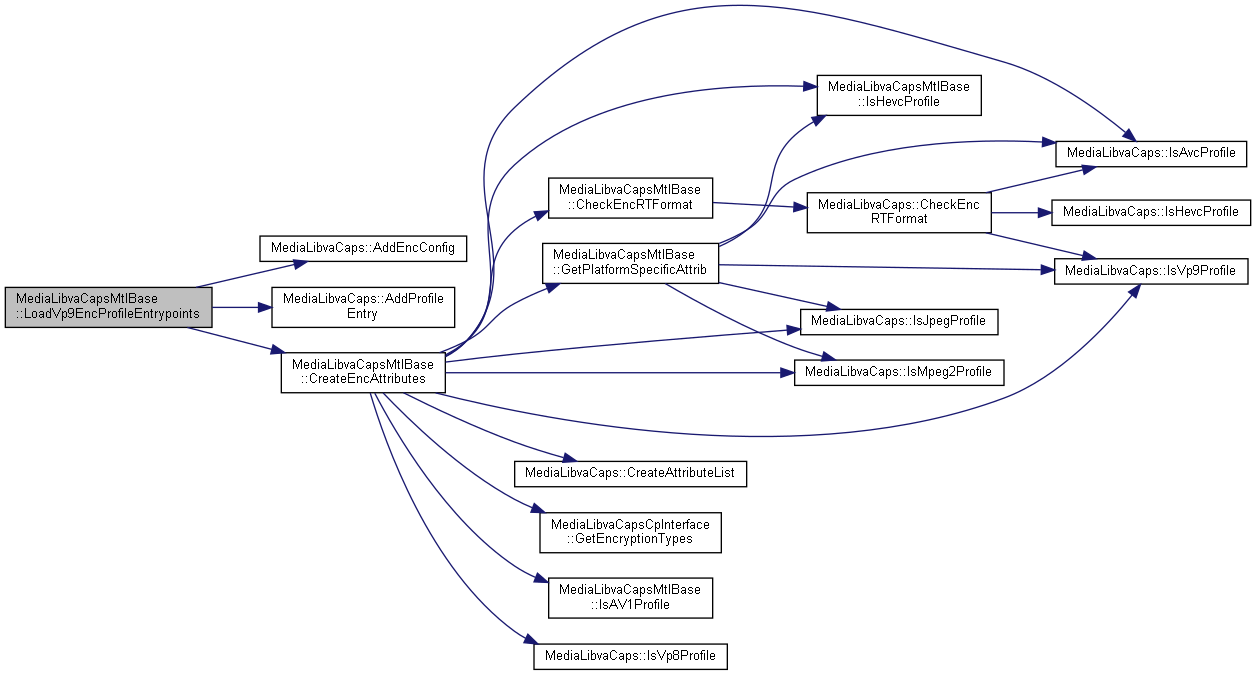 MediaLibvaCapsMtlBase
::LoadVp9EncProfileEntrypoints
MediaLibvaCaps::AddEncConfig
MediaLibvaCaps::AddProfile
Entry
MediaLibvaCapsMtlBase
::CreateEncAttributes
MediaLibvaCapsMtlBase
::CheckEncRTFormat
MediaLibvaCapsMtlBase
::GetPlatformSpecificAttrib
MediaLibvaCaps::CreateAttributeList
MediaLibvaCapsCpInterface
::GetEncryptionTypes
MediaLibvaCapsMtlBase
::IsAV1Profile
MediaLibvaCaps::IsVp8Profile
MediaLibvaCapsMtlBase
::IsHevcProfile
MediaLibvaCaps::CheckEnc
RTFormat
MediaLibvaCaps::IsJpegProfile
MediaLibvaCaps::IsMpeg2Profile
MediaLibvaCaps::IsAvcProfile
MediaLibvaCaps::IsHevcProfile
MediaLibvaCaps::IsVp9Profile